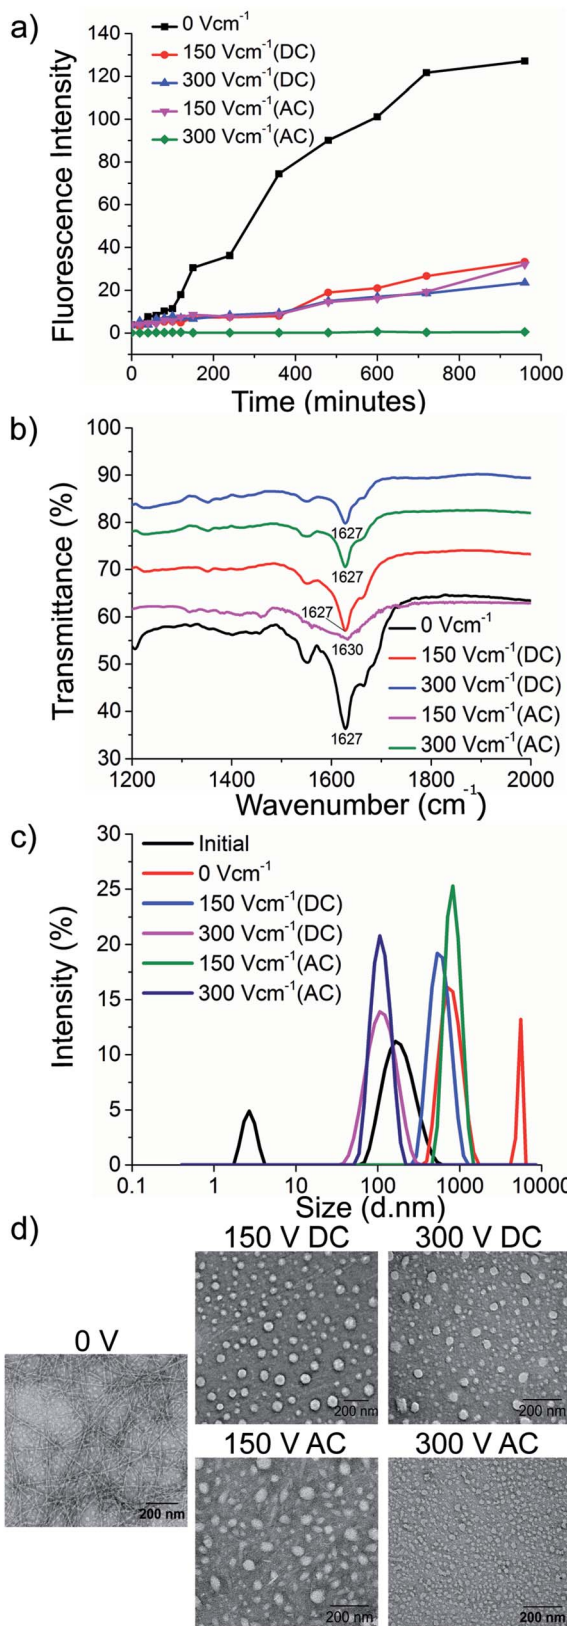 a)
0 Vcm⁻¹
150 Vcm⁻¹(DC)
300 Vcm⁻¹(DC)
150 Vcm⁻¹(AC)
300 Vcm⁻¹(AC)
Fluorescence Intensity
140
120
100
80
60
40
20
0
0 200 400 600 800 1000
Time (minutes)
b)
Transmittance (%)
100
90
80
70
60
50
40
30
1627
1627
1627
1630
1627
0 Vcm⁻¹
150 Vcm⁻¹(DC)
300 Vcm⁻¹(DC)
150 Vcm⁻¹(AC)
300 Vcm⁻¹(AC)
1200 1400 1600 1800 2000
Wavenumber (cm⁻¹)
c)
Intensity (%)
30
25
20
15
10
5
0
Initial
0 Vcm⁻¹
150 Vcm⁻¹(DC)
300 Vcm⁻¹(DC)
150 Vcm⁻¹(AC)
300 Vcm⁻¹(AC)
0.1 1 10 100 1000 10000
Size (d.nm)
d)
150 V DC
300 V DC
0 V
200 nm
200 nm
200 nm
150 V AC
300 V AC
200 nm
200 nm